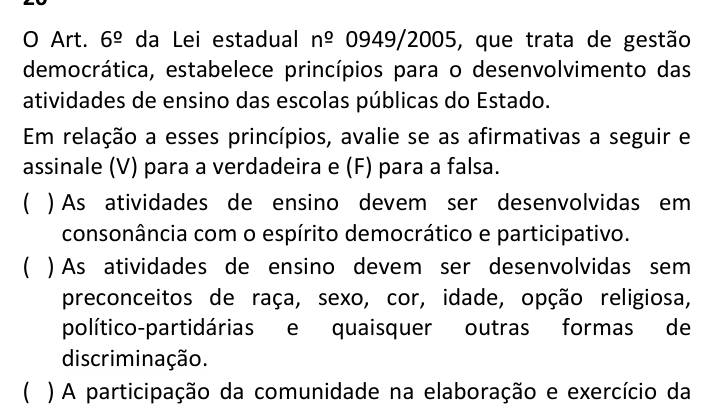 O Art. 6º da Lei estadual nº 0949/2005, que trata de gestão
democrática, estabelece princípios para o desenvolvimento das
atividades de ensino das escolas públicas do Estado.
Em relação a esses princípios, avalie se as afirmativas a seguir e
assinale (V) para a verdadeira e (F) para a falsa.
( ) As atividades de ensino devem ser desenvolvidas em
consonância com o espírito democrático e participativo.
( ) As atividades de ensino devem ser desenvolvidas sem
preconceitos de raça, sexo, cor, idade, opção religiosa,
político-partidárias e quaisquer outras formas de
discriminação.
( ) A participação da comunidade na elaboração e exercício da